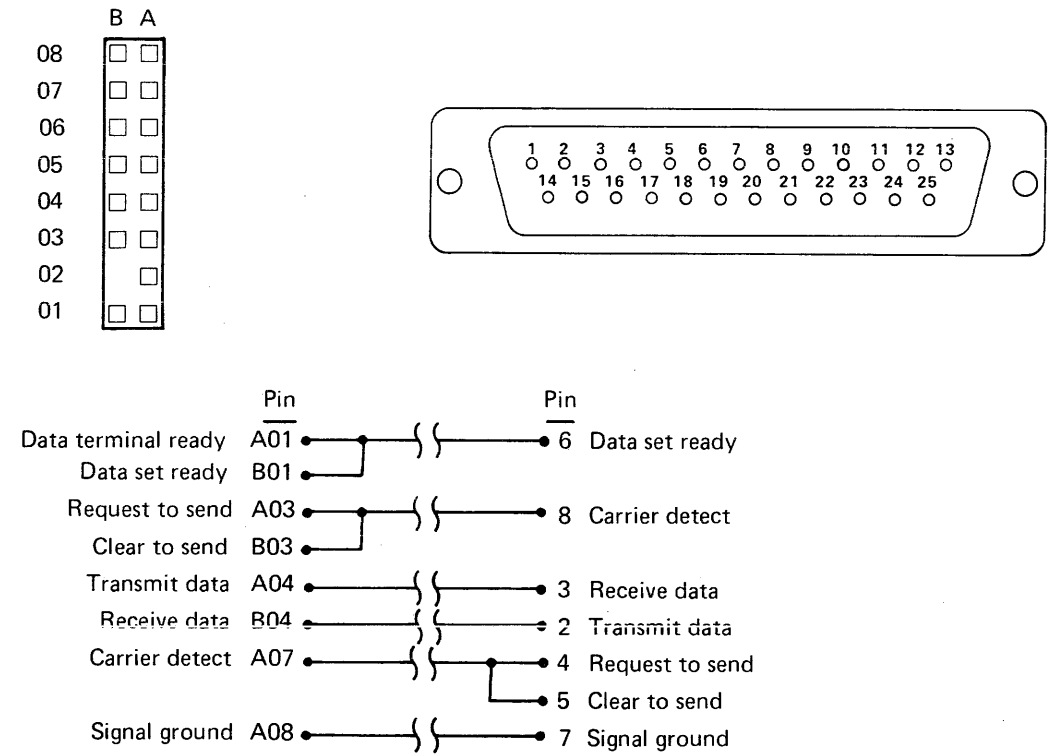 B A
08
07
06
05
04
03
02
01
1 2 3 4 5 6 7 8 9 10 11 12 13
14 15 16 17 18 19 20 21 22 23 24 25
Pin Pin
Data terminal ready A01 6 Data set ready
Data set ready B01
Request to send A03 8 Carrier detect
Clear to send B03
Transmit data A04 3 Receive data
Receive data B04 2 Transmit data
Carrier detect A07 4 Request to send
5 Clear to send
Signal ground A08 7 Signal ground